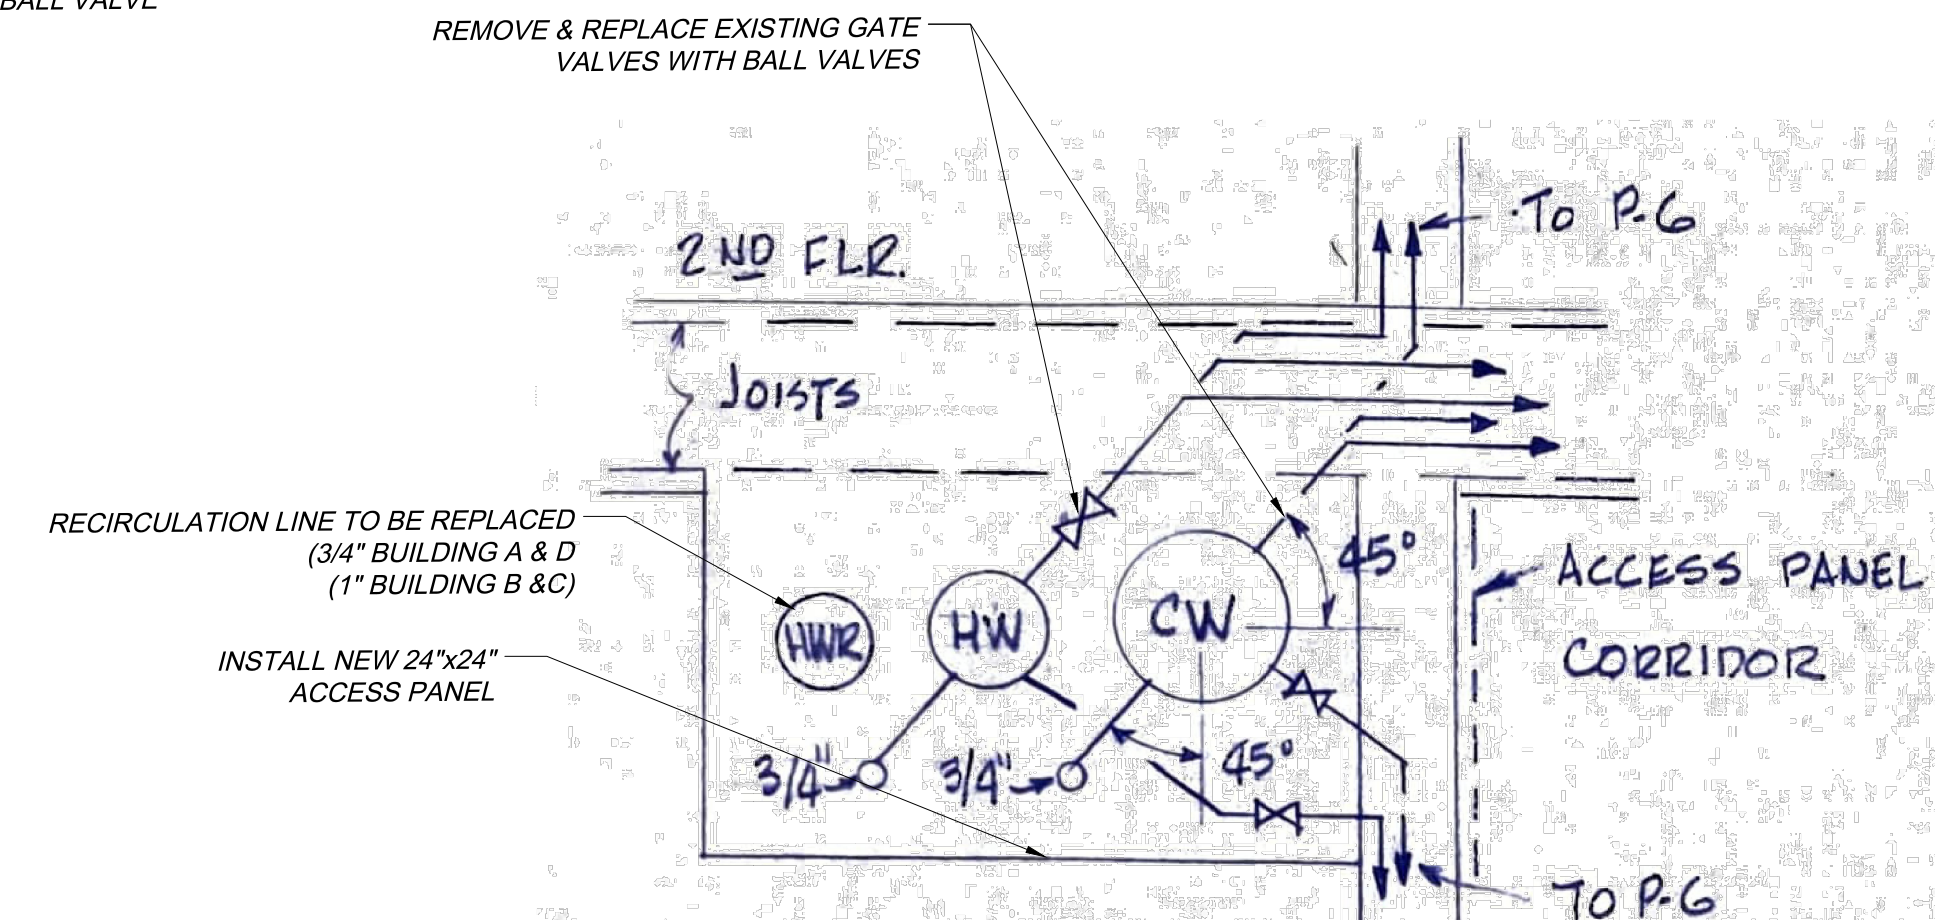 BALL VALVE
REMOVE & REPLACE EXISTING GATE
VALVES WITH BALL VALVES
TO P-6
2 ND FLR.
JOISTS
RECIRCULATION LINE TO BE REPLACED
(3/4" BUILDING A & D
(1" BUILDING B &C)
45°
ACCESS PANEL
CORRIDOR
HWR
HW
CW
INSTALL NEW 24"x24"
ACCESS PANEL
3/4"
3/4"
45°
TO P-6